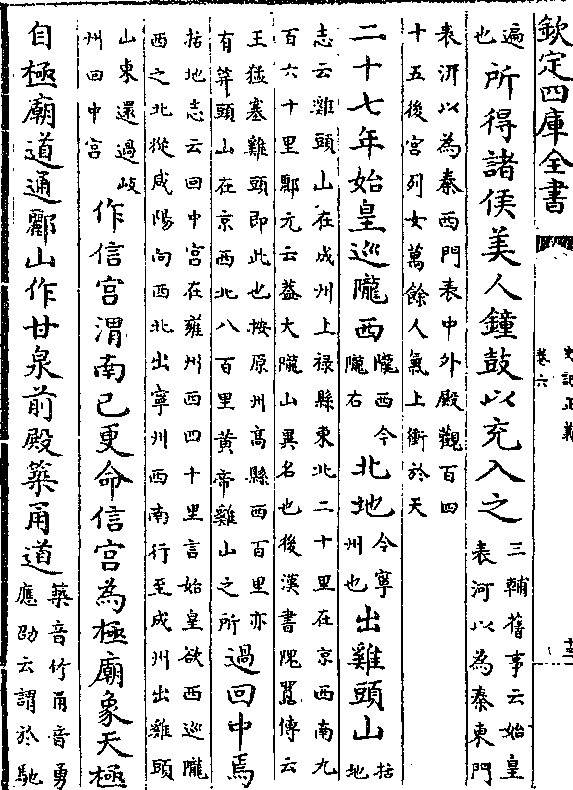 欽定四庫全書
史記正義
卷六
遍
也
所得諸侯美人鐘鼓以充入之
三輔舊事云始皇
表河以為秦東門
表汧以為秦西門表中外殿觀百四
十五後宮列女萬餘人氣上衝於天
二十七年始皇巡隴西
隴西今
隴右
北地
今寧
州也
出雞頭山
括
地
志云雞頭山在成州上禄縣東北二十里在京西南九
百六十里酈元云葢大隴山異名也後漢書隗囂傳云
王猛塞雞頭即此也按原州高縣西百里亦
有笄頭山在京西北八百里黄帝雞山之所
過回中焉
括地志云回中宮在雍州西四十里言始皇欲西巡隴
西之北從咸陽向西北出寧州西南行至成州出雞頭
山東還過岐
州回中宮
作信宮渭南已更命信宮為極廟象天極
自極廟道通酈山作甘泉前殿築甬道
築音竹甬音勇
應劭云謂於馳